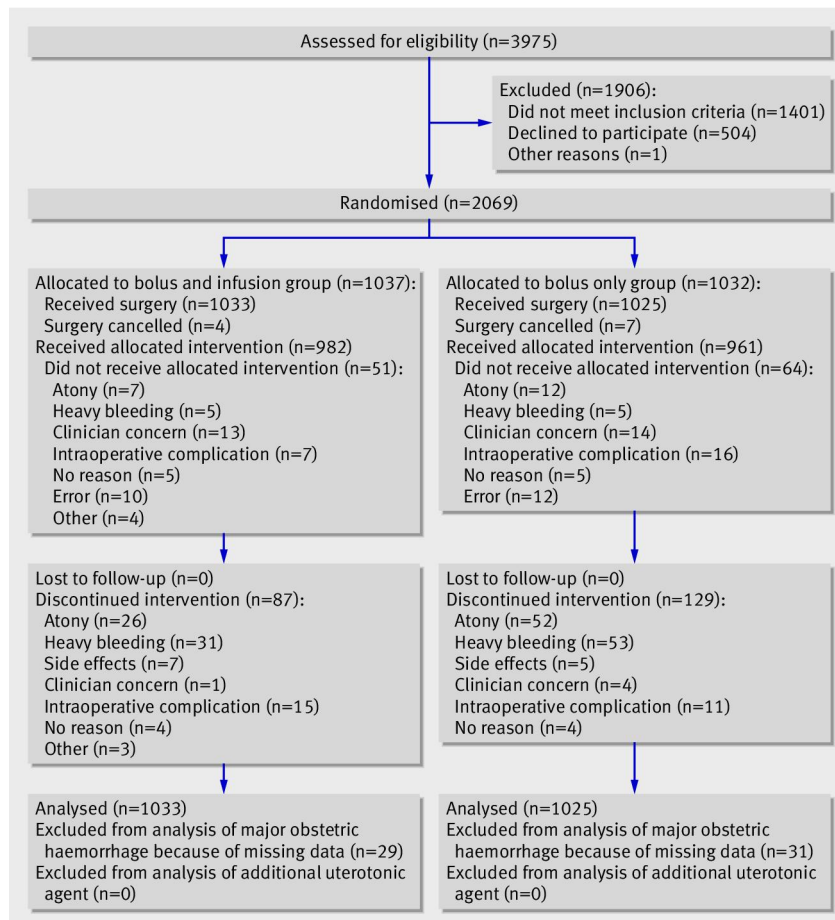 Assessed for eligibility (n=3975)
Excluded (n=1906):
Did not meet inclusion criteria (n=1401)
Declined to participate (n=504)
Other reasons (n=1)
Randomised (n=2069)
Allocated to bolus and infusion group (n=1037):
Received surgery (n=1033)
Surgery cancelled (n=4)
Received allocated intervention (n=982)
Did not receive allocated intervention (n=51):
Atony (n=7)
Heavy bleeding (n=5)
Clinician concern (n=13)
Intraoperative complication (n=7)
No reason (n=5)
Error (n=10)
Other (n=4)
Allocated to bolus only group (n=1032):
Received surgery (n=1025)
Surgery cancelled (n=7)
Received allocated intervention (n=961)
Did not receive allocated intervention (n=64):
Atony (n=12)
Heavy bleeding (n=5)
Clinician concern (n=14)
Intraoperative complication (n=16)
No reason (n=5)
Error (n=12)
Lost to follow-up (n=0)
Discontinued intervention (n=87):
Atony (n=26)
Heavy bleeding (n=31)
Side effects (n=7)
Clinician concern (n=1)
Intraoperative complication (n=15)
No reason (n=4)
Other (n=3)
Lost to follow-up (n=0)
Discontinued intervention (n=129):
Atony (n=52)
Heavy bleeding (n=53)
Side effects (n=5)
Clinician concern (n=4)
Intraoperative complication (n=11)
No reason (n=4)
Analysed (n=1033)
Excluded from analysis of major obstetric
haemorrhage because of missing data (n=29)
Excluded from analysis of additional uterotonic
agent (n=0)
Analysed (n=1025)
Excluded from analysis of major obstetric
haemorrhage because of missing data (n=31)
Excluded from analysis of additional uterotonic
agent (n=0)